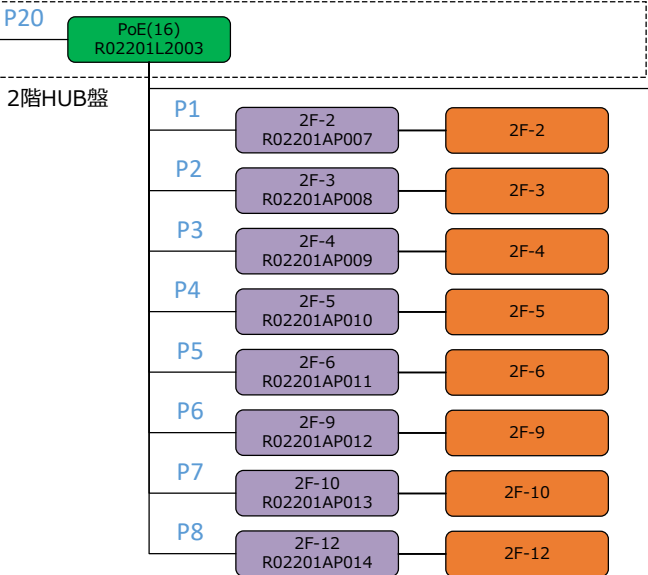 P20
PoE(16)
R02201L2003
2階HUB盤
P1
2F-2
R02201AP007
2F-2
P2
2F-3
R02201AP008
2F-3
P3
2F-4
R02201AP009
2F-4
P4
2F-5
R02201AP010
2F-5
P5
2F-6
R02201AP011
2F-6
P6
2F-9
R02201AP012
2F-9
P7
2F-10
R02201AP013
2F-10
P8
2F-12
R02201AP014
2F-12